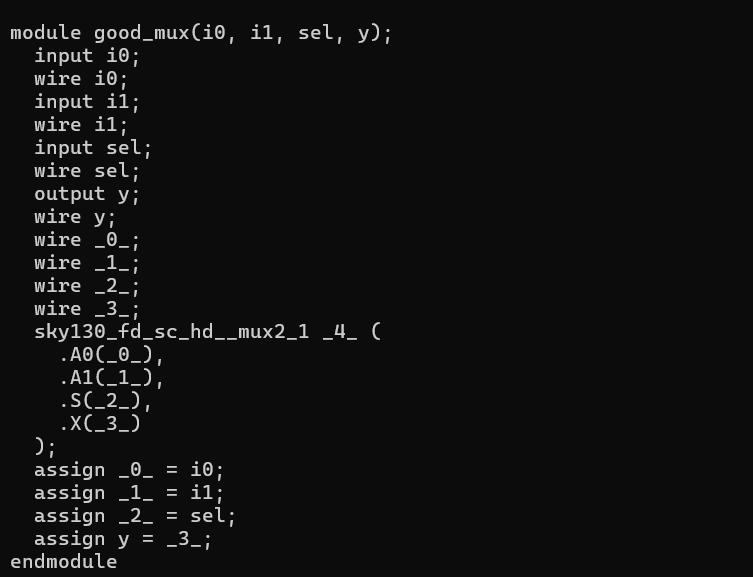 module good_mux(i0, i1, sel, y);
  input i0;
  wire i0;
  input i1;
  wire i1;
  input sel;
  wire sel;
  output y;
  wire y;
  wire _0_;
  wire _1_;
  wire _2_;
  wire _3_;
  sky130_fd_sc_hd__mux2_1 _4_ (
    .A0(_0_),
    .A1(_1_),
    .S(_2_),
    .X(_3_)
  );
  assign _0_ = i0;
  assign _1_ = i1;
  assign _2_ = sel;
  assign y = _3_;
endmodule